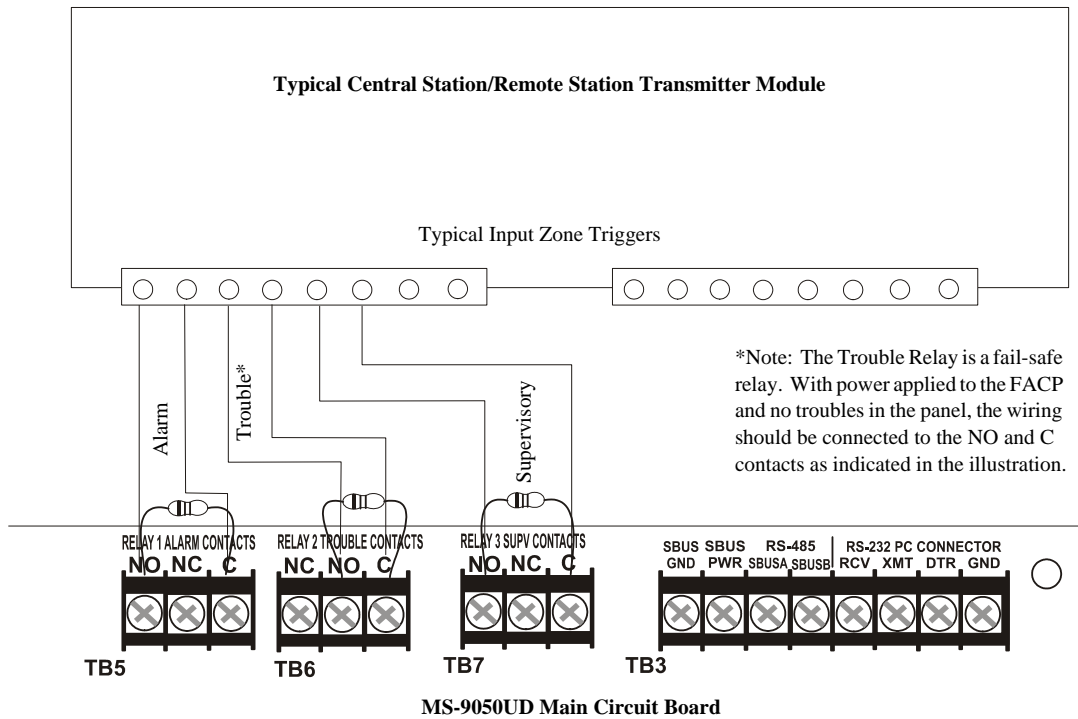 Typical Central Station/Remote Station Transmitter Module
Typical Input Zone Triggers
*Note: The Trouble Relay is a fail-safe
relay. With power applied to the FACP
and no troubles in the panel, the wiring
should be connected to the NO and C
contacts as indicated in the illustration.
Alarm
Trouble*
Supervisory
RELAY 1 ALARM CONTACTS
NO NC C
RELAY 2 TROUBLE CONTACTS
NC NO C
RELAY 3 SUPV CONTACTS
NO NC C
SBUS SBUS RS-485 RS-232 PC CONNECTOR
GND PWR SBUSA SBUSB RCV XMT DTR GND
TB5
TB6
TB7
TB3
MS-9050UD Main Circuit Board